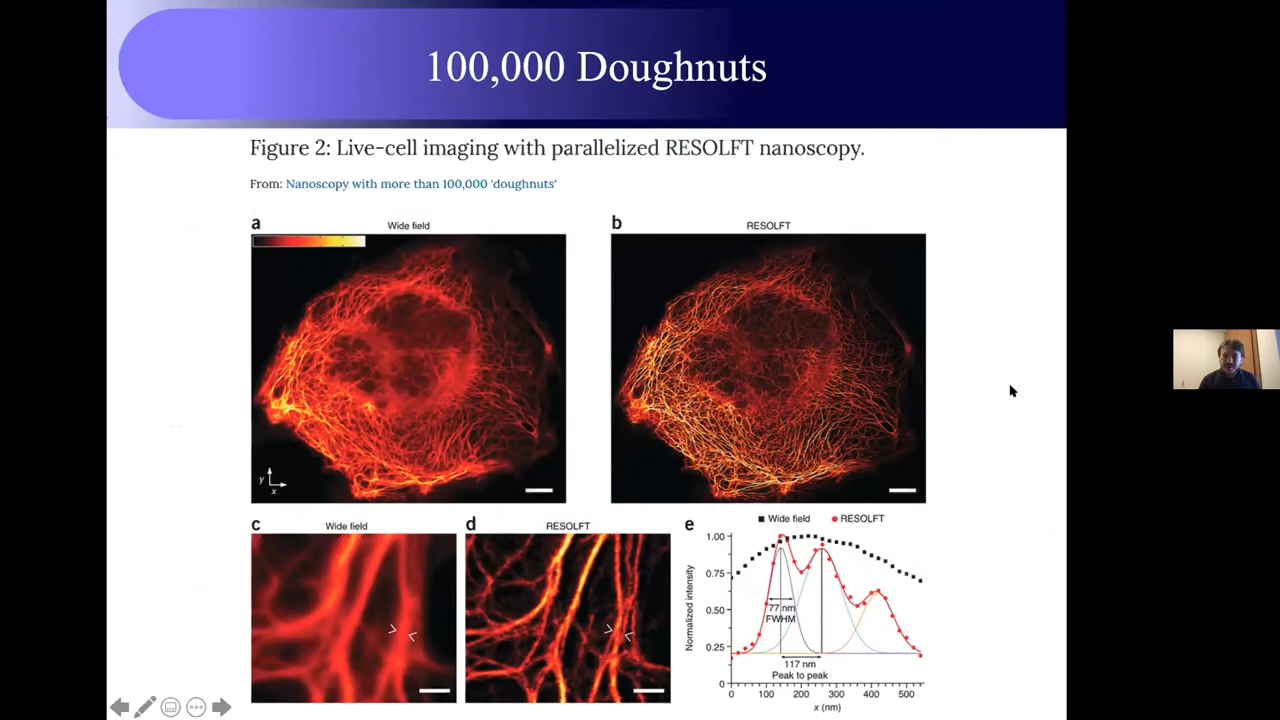 100,000 Doughnuts
Figure 2: Live-cell imaging with parallelized RESOLFT nanoscopy.
From: Nanoscopy with more than 100,000 'doughnuts'
a
Wide field
b
RESOLFT
y
x
c
Wide field
d
RESOLFT
e
Wide field
RESOLFT
Normalized intensity
1.00
0.75
0.50
0.25
0
77 nm
FWHM
117 nm
Peak to peak
0 100 200 300 400 500
x (nm)